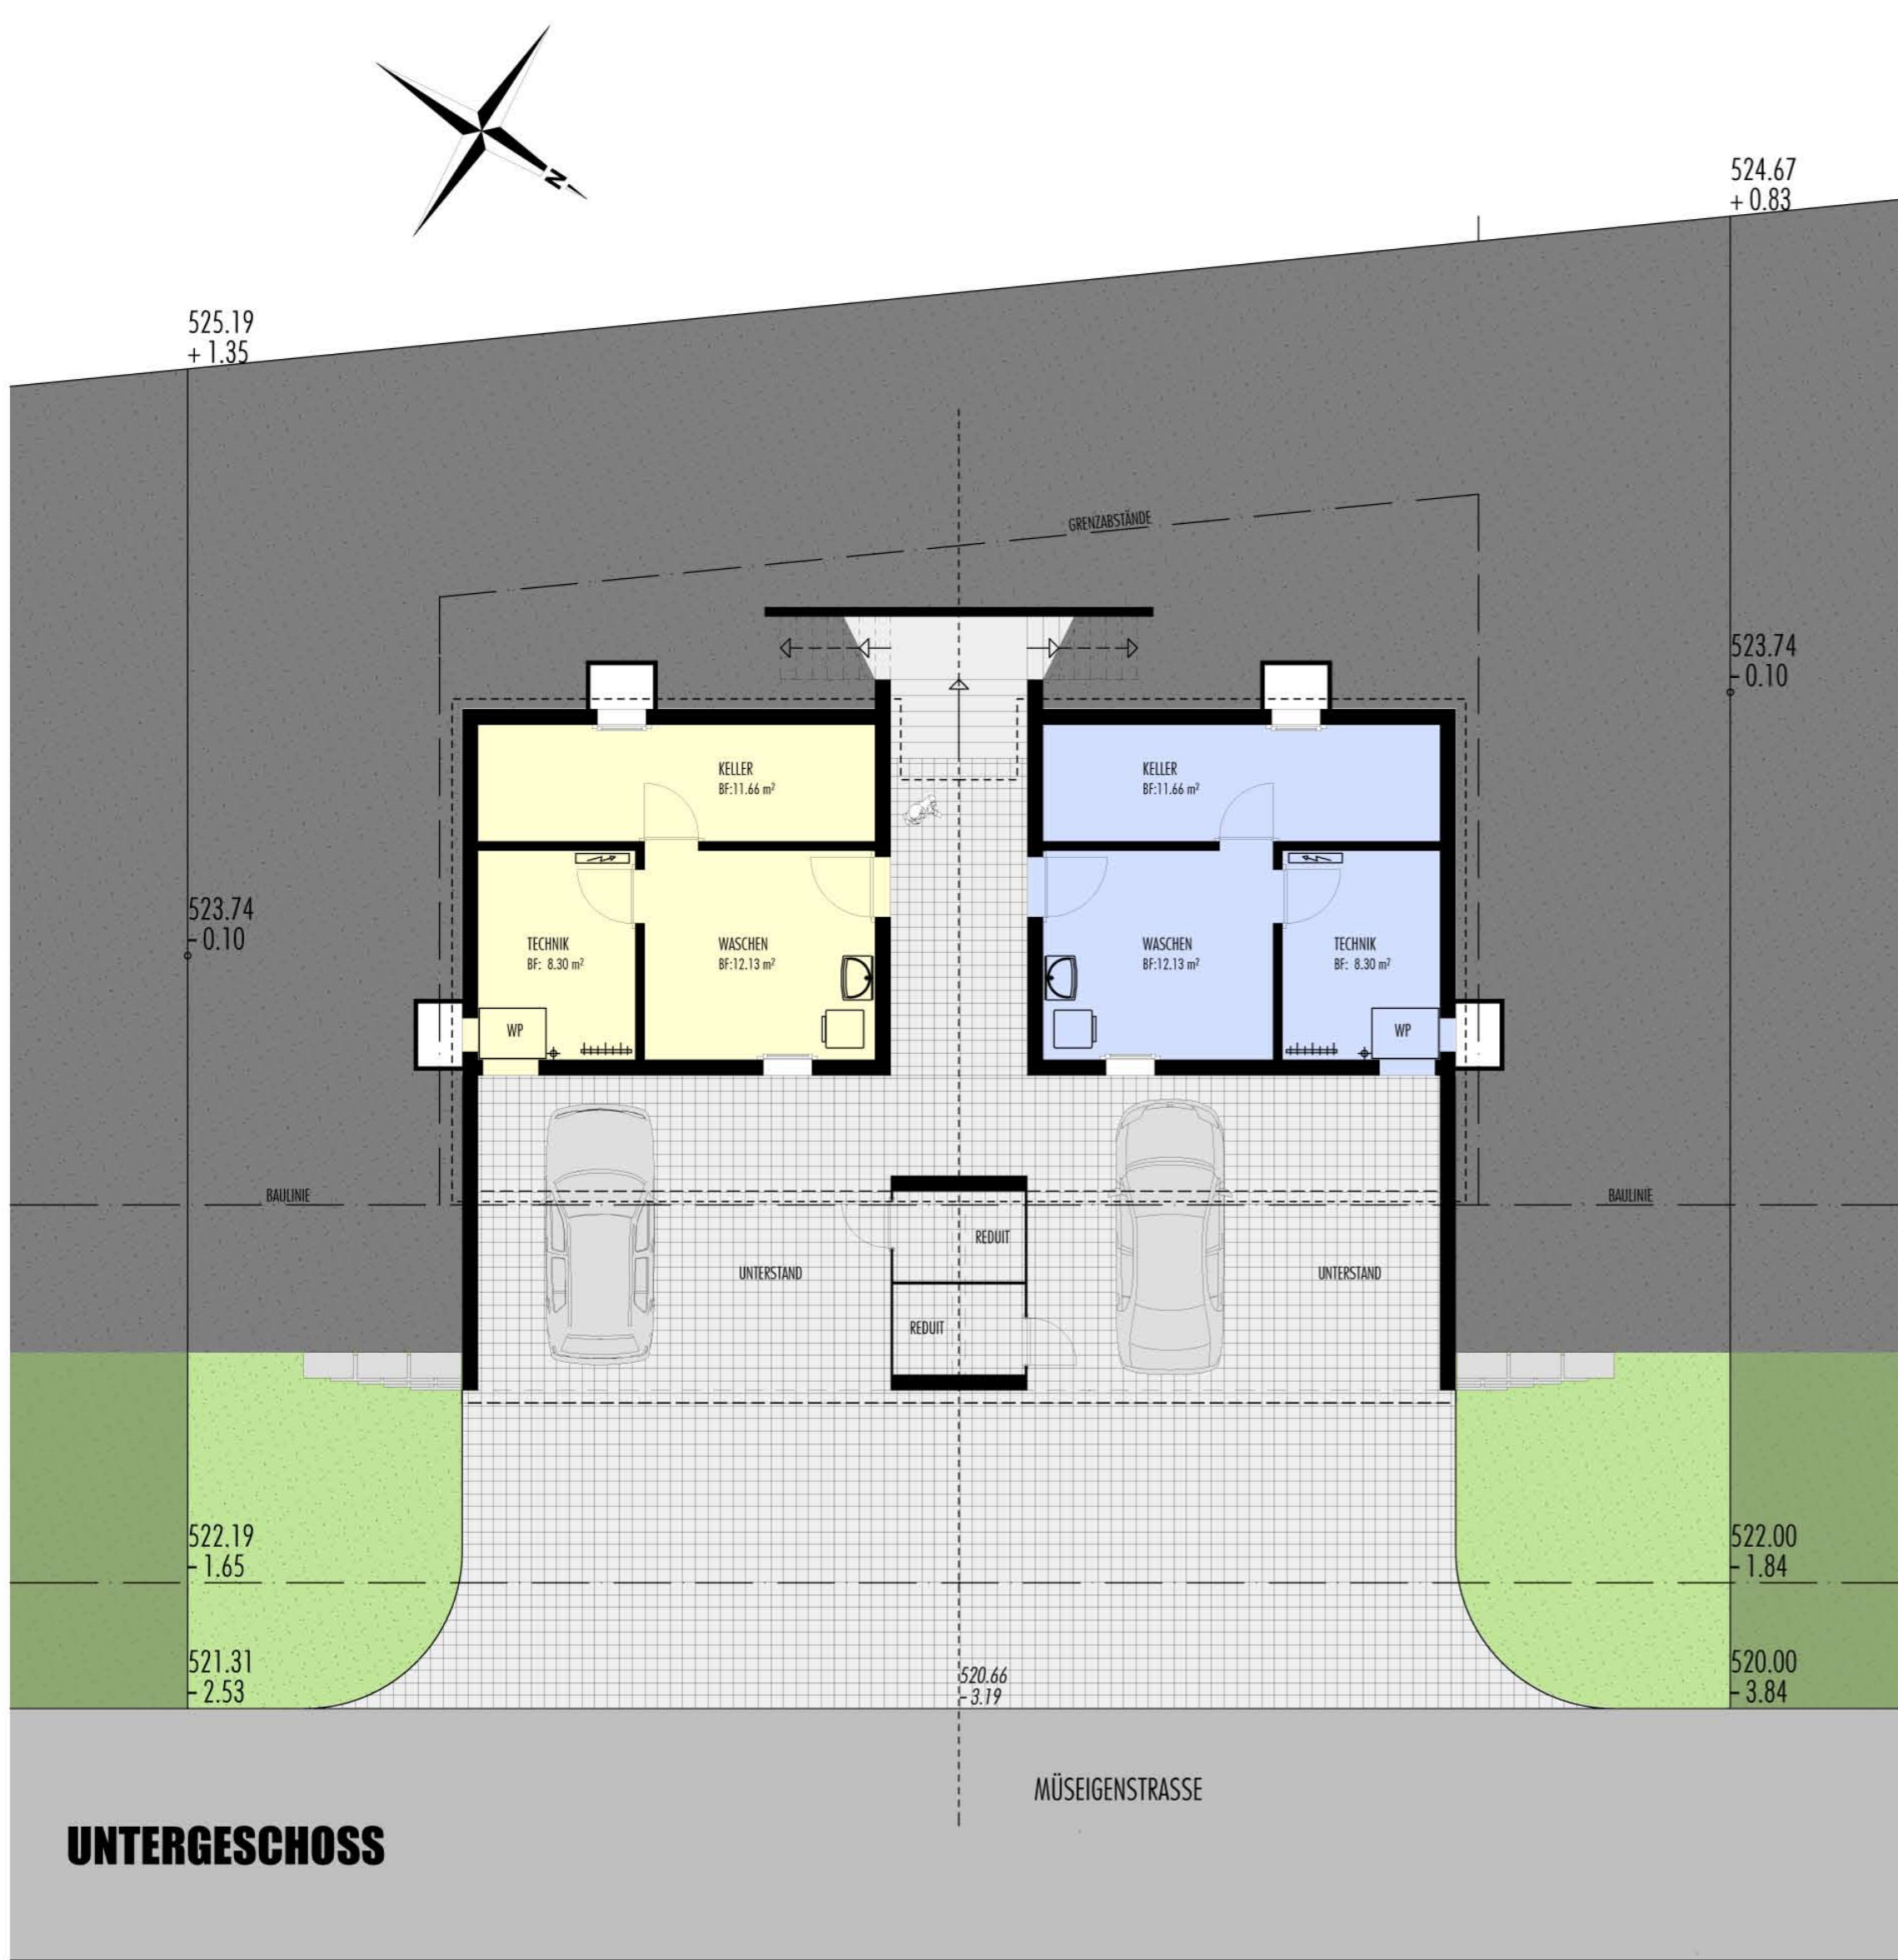 N
524.67
+ 0.83
525.19
+ 1.35
GRENZABSTÄNDE
523.74
- 0.10
KELLER
BF:11.66 m²
KELLER
BF:11.66 m²
523.74
- 0.10
TECHNIK
BF: 8.30 m²
WASCHEN
BF:12.13 m²
WASCHEN
BF:12.13 m²
TECHNIK
BF: 8.30 m²
WP
WP
BAULINIE
BAULINIE
REDUIT
UNTERSTAND
UNTERSTAND
REDUIT
522.19
- 1.65
522.00
- 1.84
521.31
- 2.53
520.66
- 3.19
520.00
- 3.84
MÜSEIGENSTRASSE
UNTERGESCHOSS